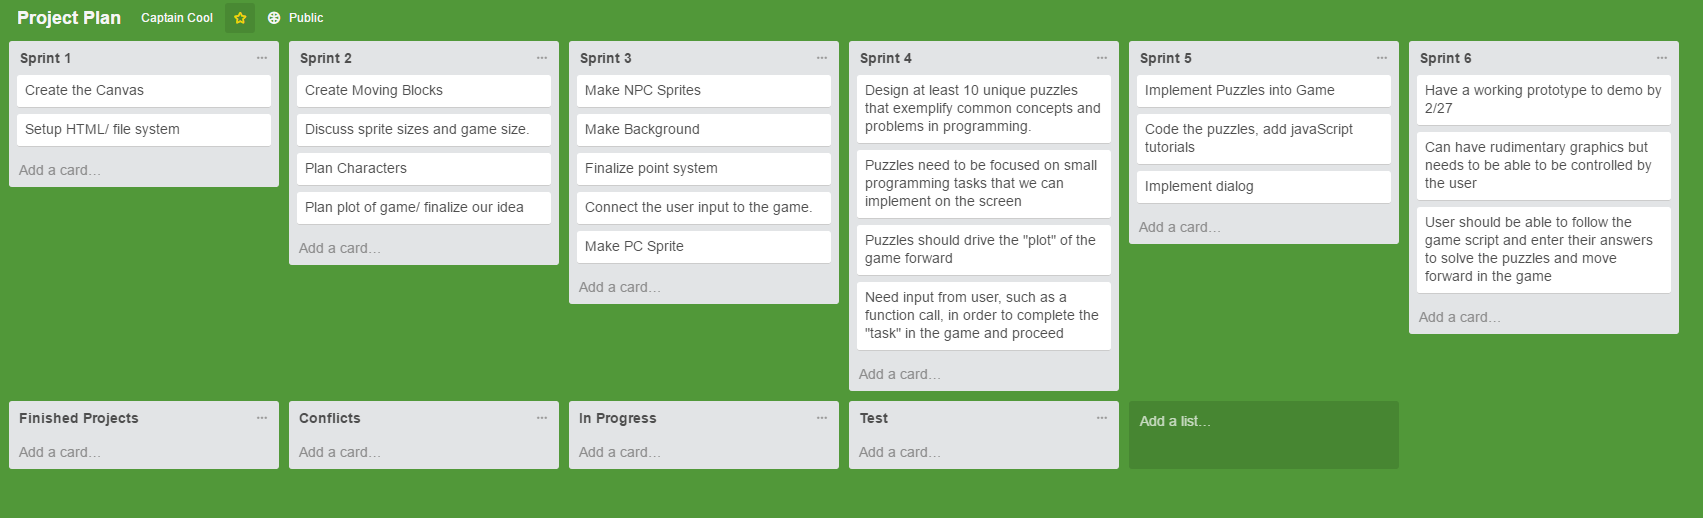 Project Plan Captain Cool Public
Sprint 1 ...
Create the Canvas
Setup HTML/ file system
Add a card...
Sprint 2 ...
Create Moving Blocks
Discuss sprite sizes and game size.
Plan Characters
Plan plot of game/ finalize our idea
Add a card...
Sprint 3 ...
Make NPC Sprites
Make Background
Finalize point system
Connect the user input to the game.
Make PC Sprite
Add a card...
Sprint 4 ...
Design at least 10 unique puzzles
that exemplify common concepts and
problems in programming.
Puzzles need to be focused on small
programming tasks that we can
implement on the screen
Puzzles should drive the "plot" of the
game forward
Need input from user, such as a
function call, in order to complete the
"task" in the game and proceed
Add a card...
Sprint 5 ...
Implement Puzzles into Game
Code the puzzles, add javaScript
tutorials
Implement dialog
Add a card...
Sprint 6 ...
Have a working prototype to demo by
2/27
Can have rudimentary graphics but
needs to be able to be controlled by
the user
User should be able to follow the
game script and enter their answers
to solve the puzzles and move
forward in the game
Add a card...
Finished Projects ...
Add a card...
Conflicts ...
Add a card...
In Progress ...
Add a card...
Test ...
Add a card...
Add a list...